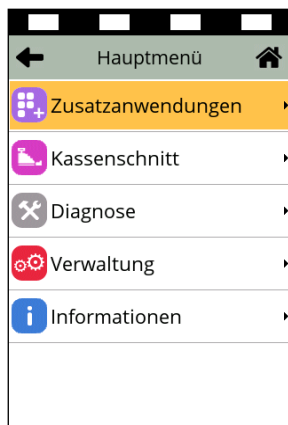 Hauptmenü
Zusatzanwendungen
Kassenschnitt
Diagnose
Verwaltung
Informationen